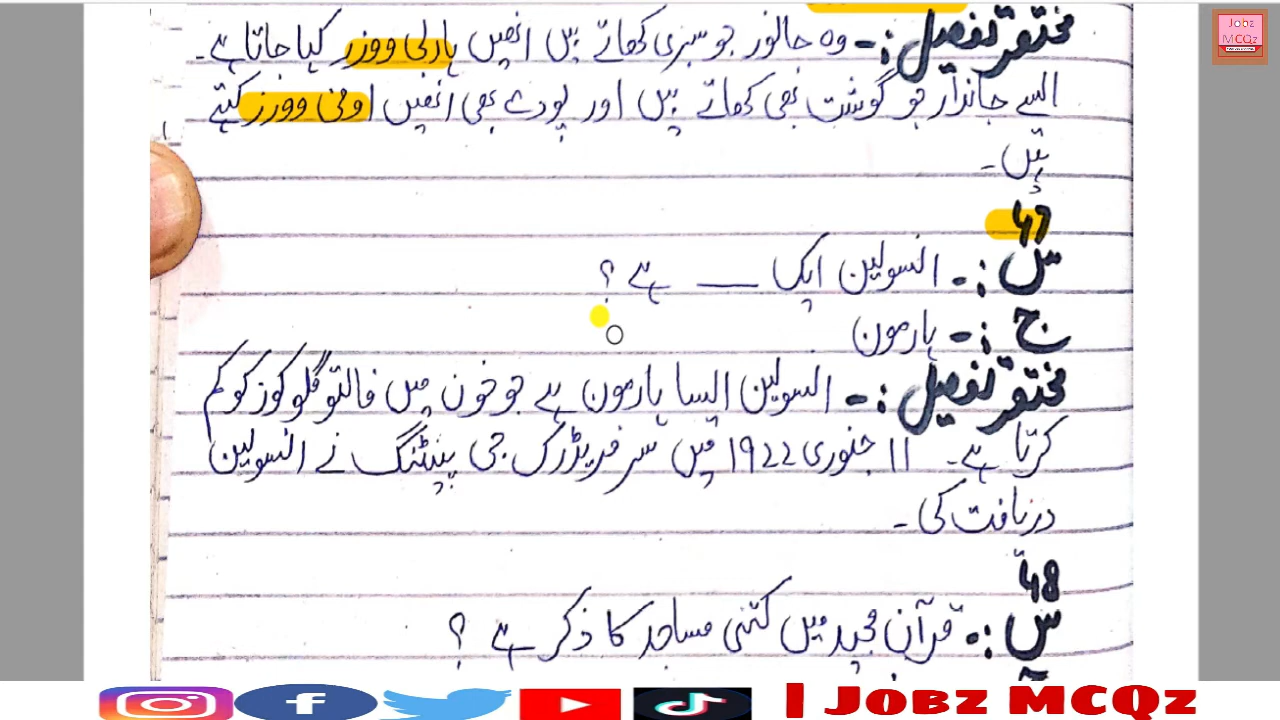 مختصر تفصیل :- وہ جانور جو سبزی کھاتے ہیں انھیں ہاربی وورز کہا جاتا ہے۔
ایسے جاندار جو گوشت بھی کھاتے ہیں اور پودے بھی انھیں اومنی وورز کہتے
ہیں۔
47
س :- انسولین ایک ___ ہے ؟
ج :- ہارمون
مختصر تفصیل :- انسولین ایسا ہارمون ہے جو خون میں فالتو گلوکوز کو کم
کرتا ہے۔ 11 جنوری 1922 میں سر فریڈرک جی بینٹنگ نے انسولین
دریافت کی۔
48
س :- قرآن مجید میں کتنی مساجد کا ذکر ہے ؟
Jobz
MCQz
| Jobz MCQz